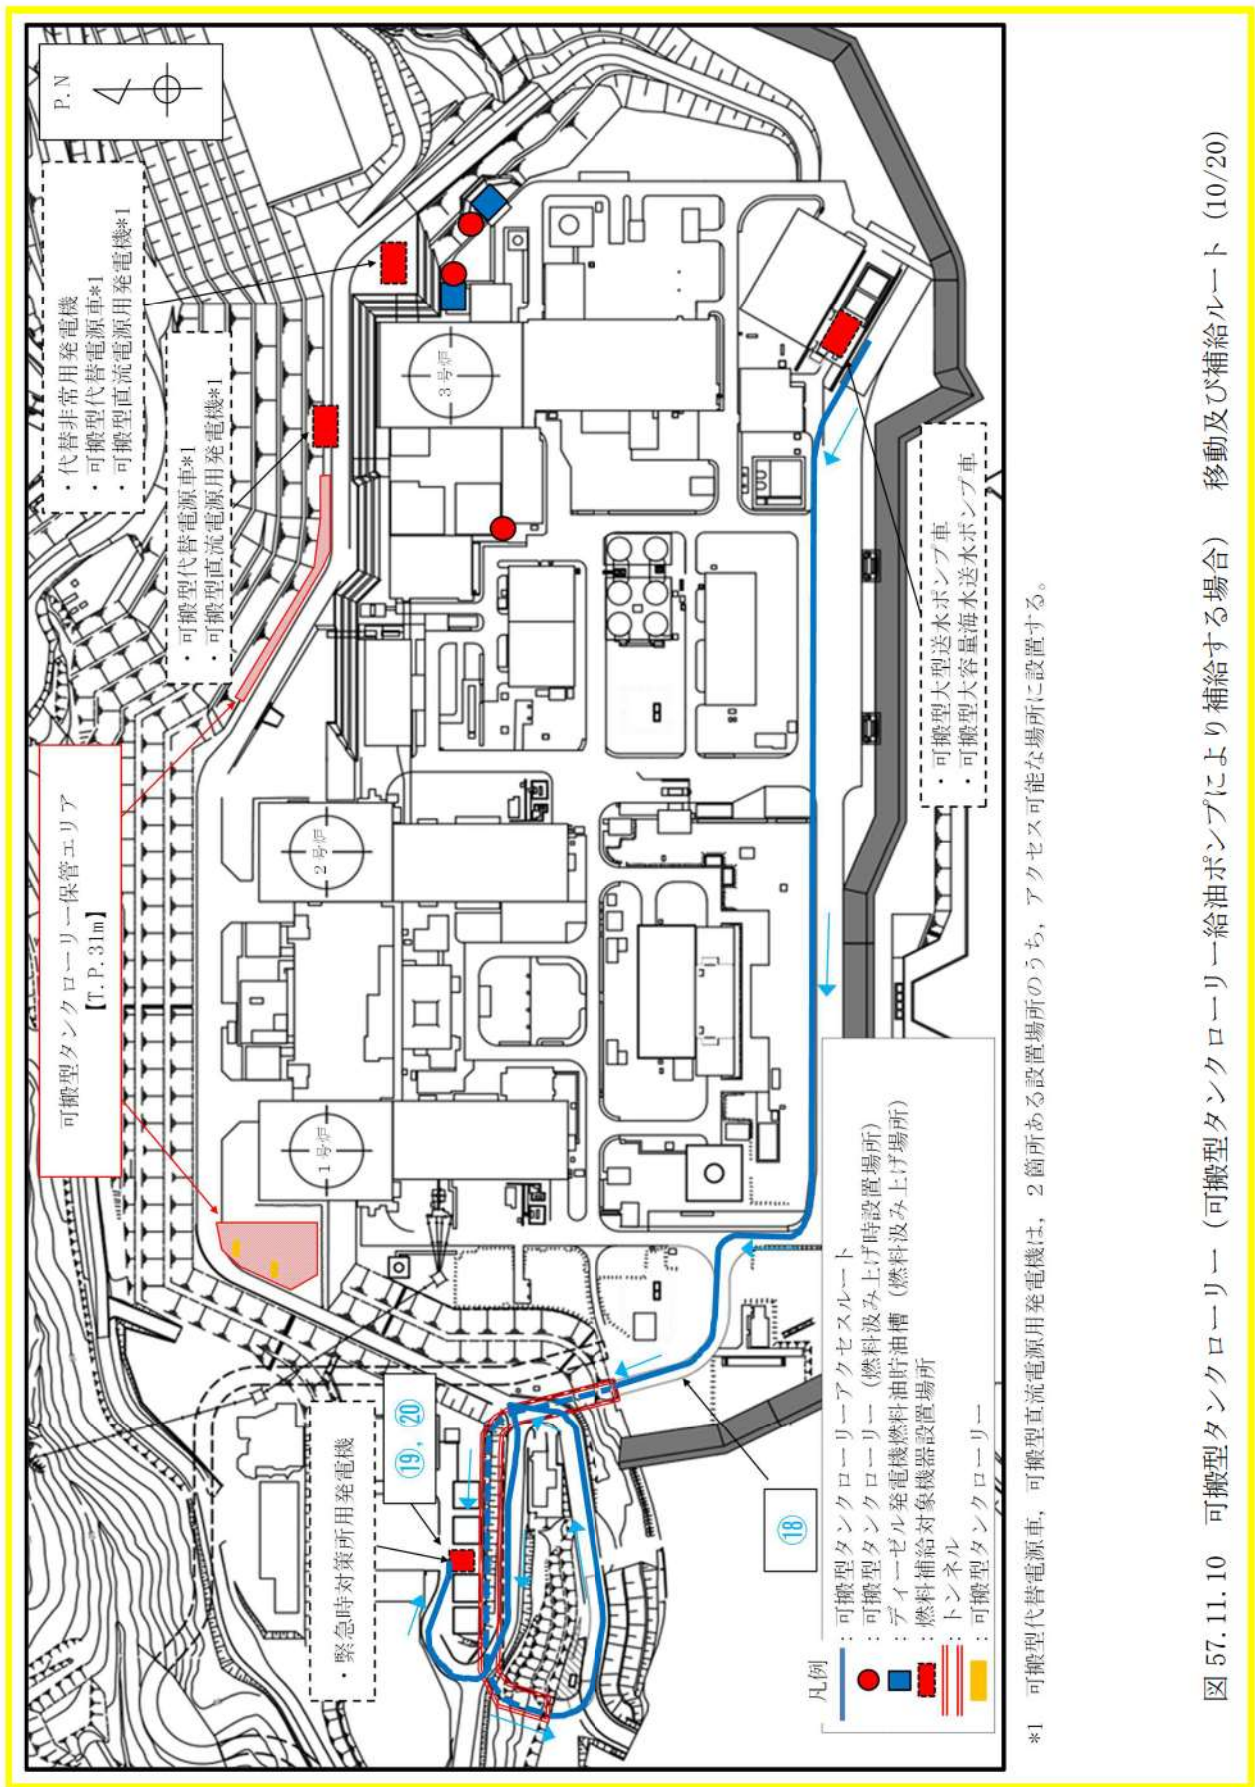 P.N
・代替非常用発電機
・可搬型代替電源車*1
・可搬型直流電源用発電機*1
・可搬型代替電源車*1
・可搬型直流電源用発電機*1
可搬型タンクローリー保管エリア
【T.P.31m】
3号炉
2号炉
1号炉
・可搬型大型送水ポンプ車
・可搬型大容量海水送水ポンプ車
・緊急時対策所用発電機
⑲，⑳
⑱
凡例
：可搬型タンクローリーアクセスルート
：可搬型タンクローリー（燃料汲み上げ時設置場所）
：ディーゼル発電機燃料油貯油槽（燃料汲み上げ場所）
：燃料補給対象機器設置場所
：トンネル
：可搬型タンクローリー
*1　可搬型代替電源車，可搬型直流電源用発電機は，2箇所ある設置場所のうち，アクセス可能な場所に設置する。
図 57.11.10　可搬型タンクローリー（可搬型タンクローリー給油ポンプにより補給する場合）　移動及び補給ルート（10/20）